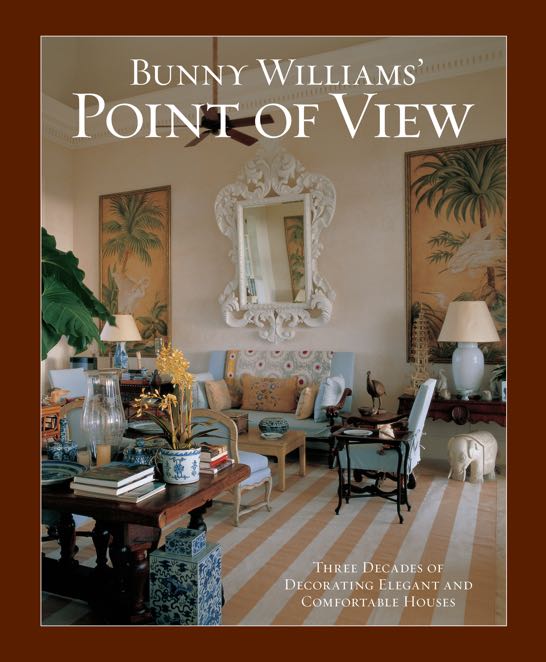 BUNNY WILLIAMS'
POINT OF VIEW
THREE DECADES OF
DECORATING ELEGANT AND
COMFORTABLE HOUSES